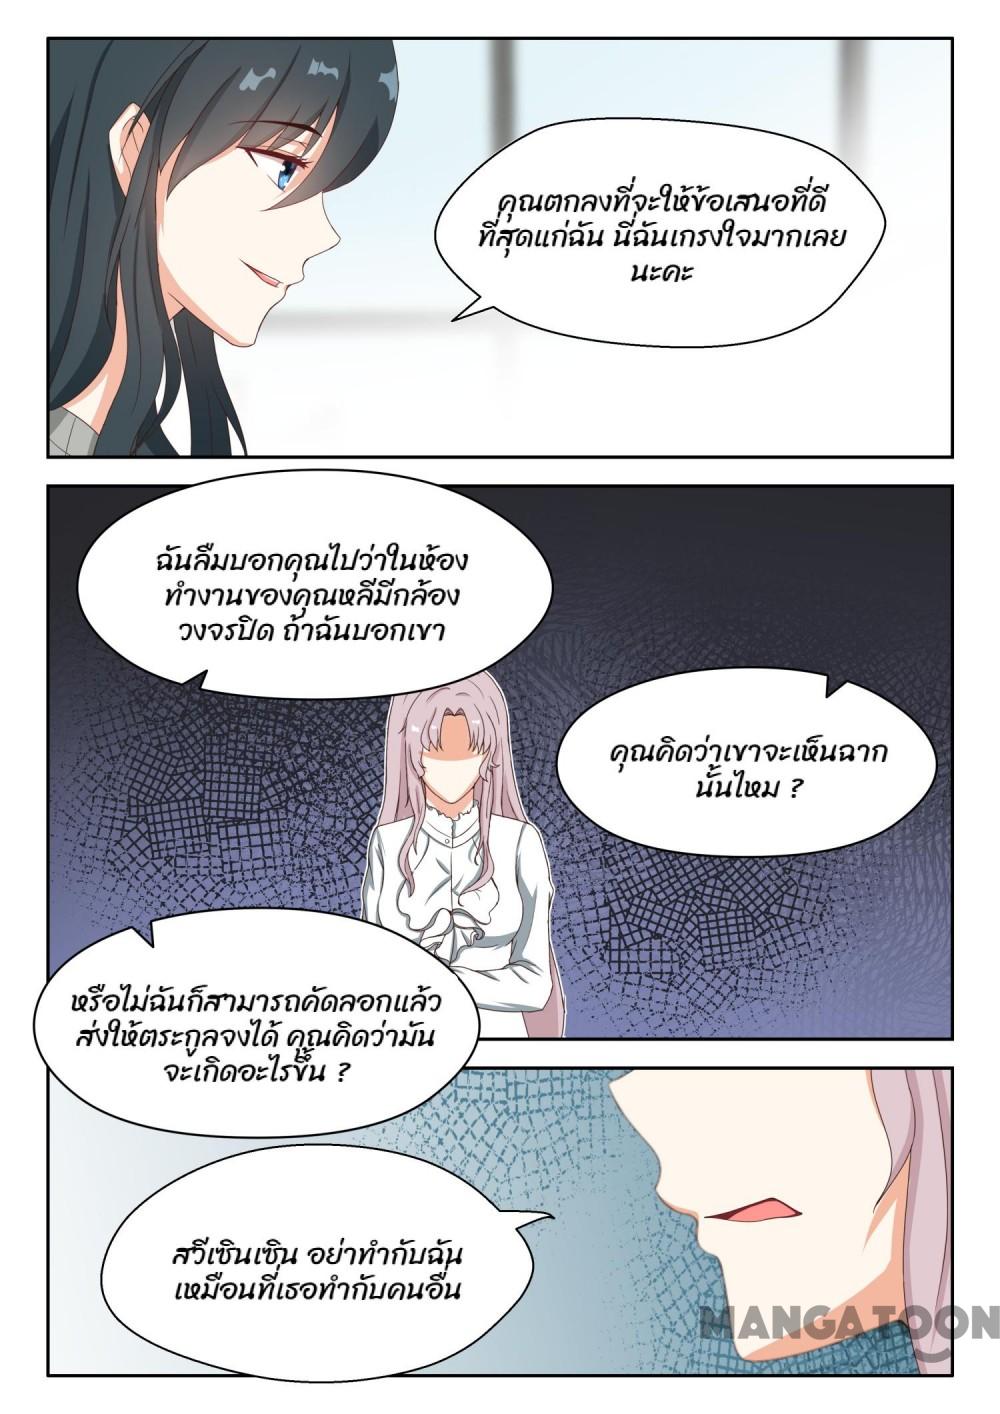 คุณตกลงที่จะให้ข้อเสนอที่ดี
ที่สุดแก่ฉัน นี่ฉันเกรงใจมากเลย
นะคะ
ฉันลืมบอกคุณไปว่าในห้อง
ทำงานของคุณหลีมีกล้อง
วงจรปิด ถ้าฉันบอกเขา
คุณคิดว่าเขาจะเห็นฉาก
นั้นไหม ?
หรือไม่ฉันก็สามารถคัดลอกแล้ว
ส่งให้ตระกูลจงได้ คุณคิดว่ามัน
จะเกิดอะไรขึ้น ?
สวีเซินเซิน อย่าทำกับฉัน
เหมือนที่เธอทำกับคนอื่น
MANGATOON